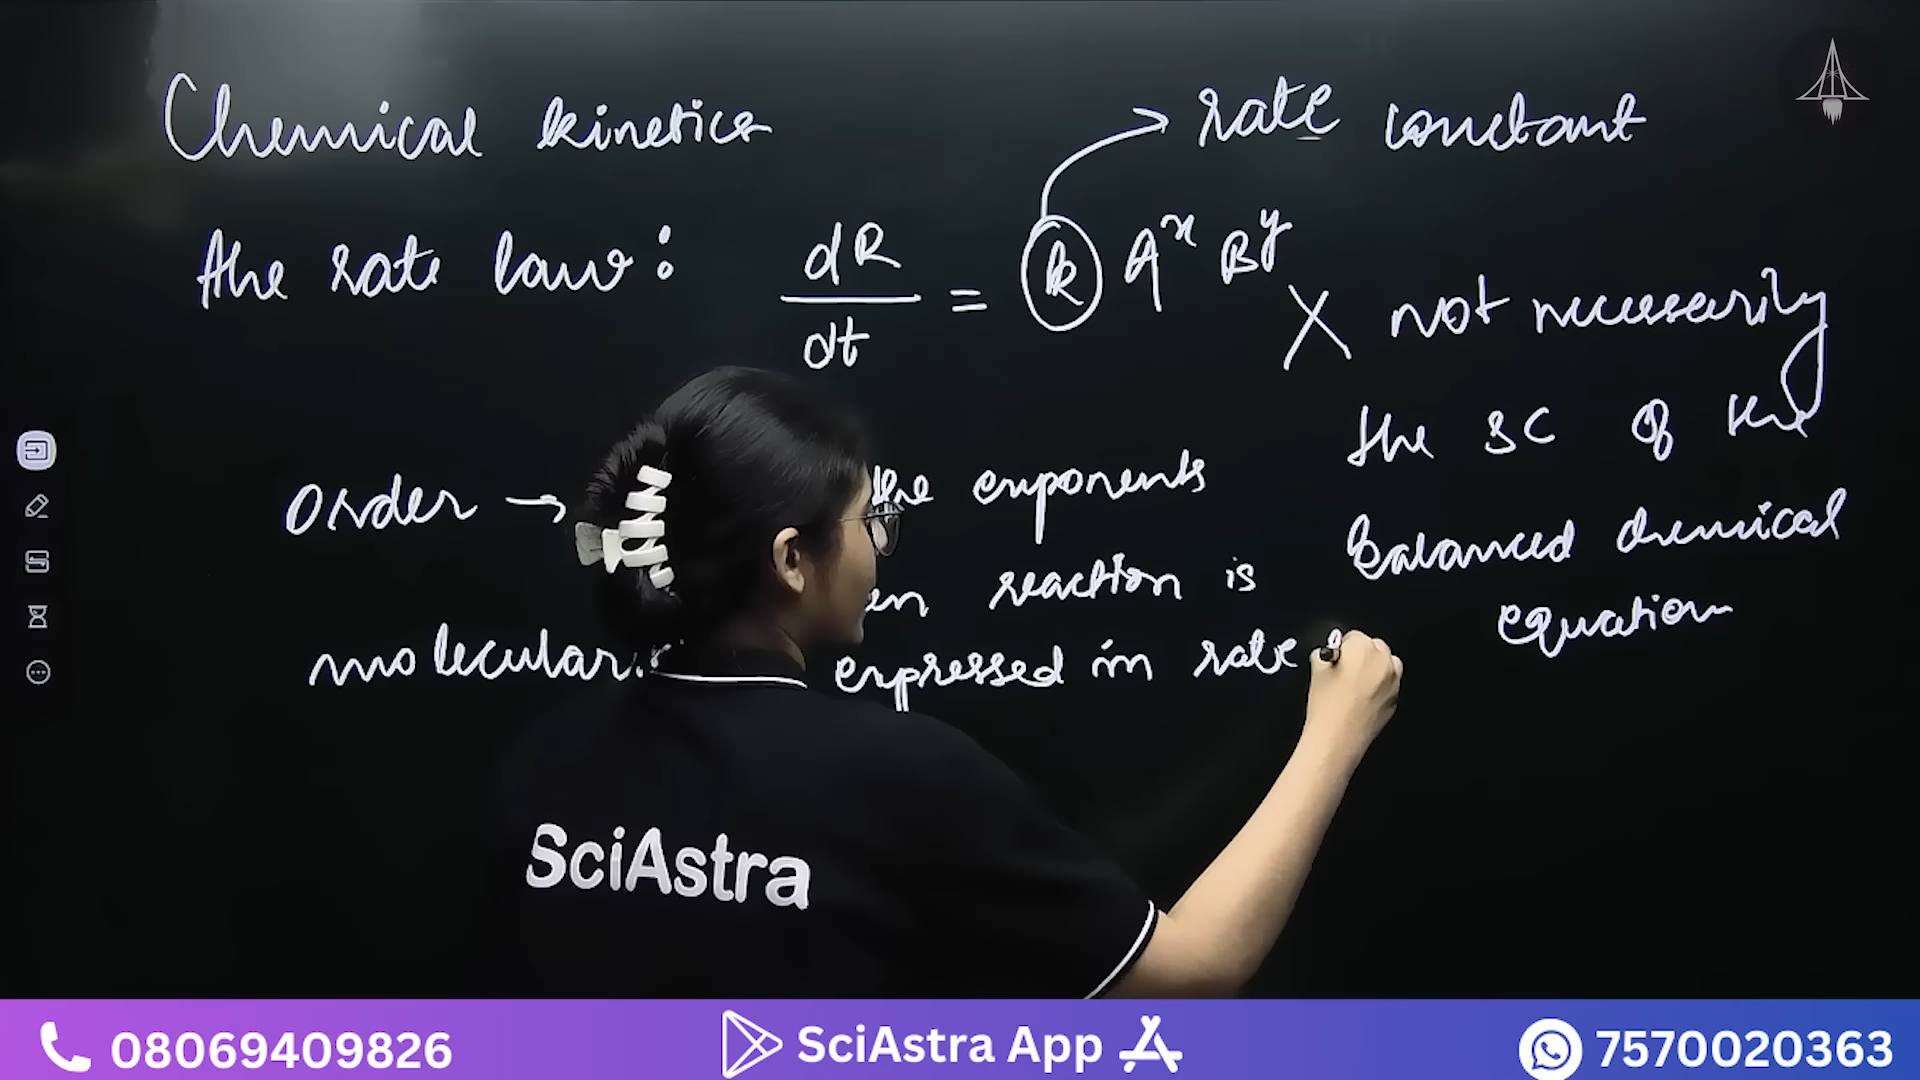 Chemical kinetics
rate constant
the rate law : dR/dt = k A^x B^y
X not necessarily
the SC of the
Balanced chemical
equation
Order → the exponents
reaction is
molecular
expressed in rate
SciAstra
08069409826
SciAstra App
7570020363